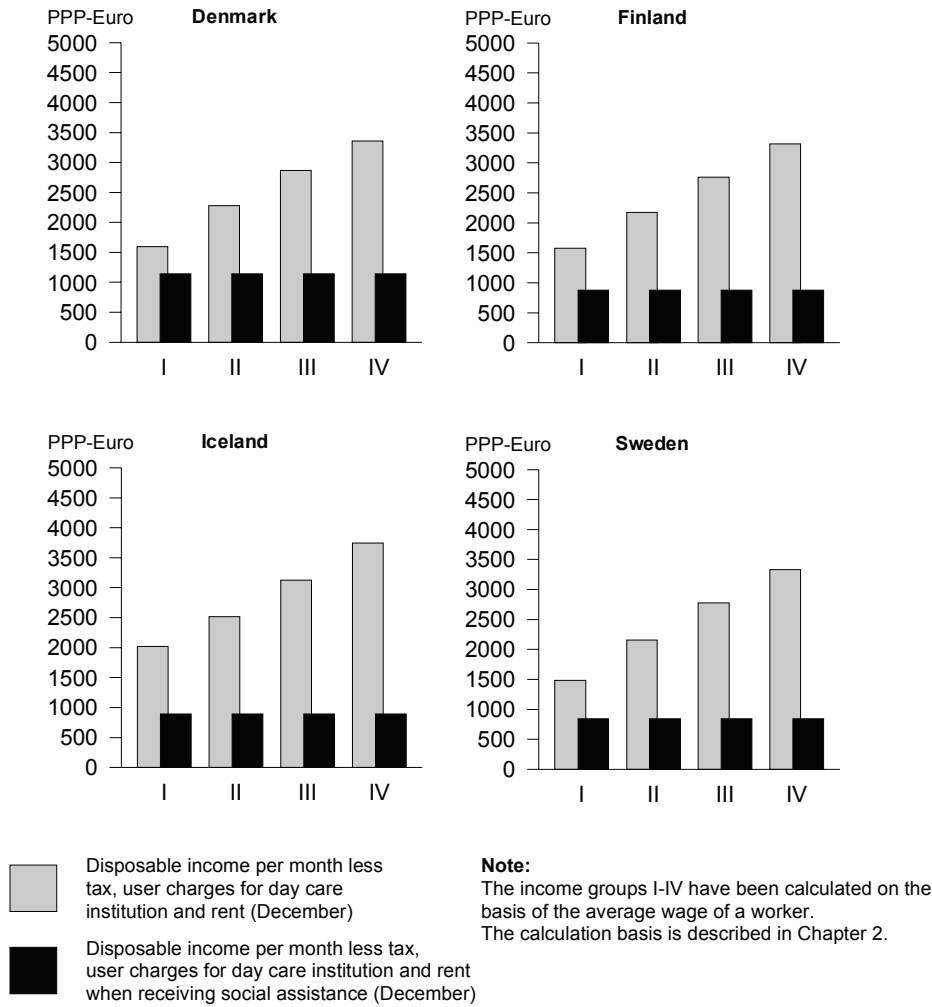 PPP-Euro Denmark
5000
4500
4000
3500
3000
2500
2000
1500
1000
500
0
I II III IV
PPP-Euro Finland
5000
4500
4000
3500
3000
2500
2000
1500
1000
500
0
I II III IV
PPP-Euro Iceland
5000
4500
4000
3500
3000
2500
2000
1500
1000
500
0
I II III IV
PPP-Euro Sweden
5000
4500
4000
3500
3000
2500
2000
1500
1000
500
0
I II III IV
Disposable income per month less
tax, user charges for day care
institution and rent (December)
Disposable income per month less tax,
user charges for day care institution and rent
when receiving social assistance (December)
Note:
The income groups I-IV have been calculated on the
basis of the average wage of a worker.
The calculation basis is described in Chapter 2.